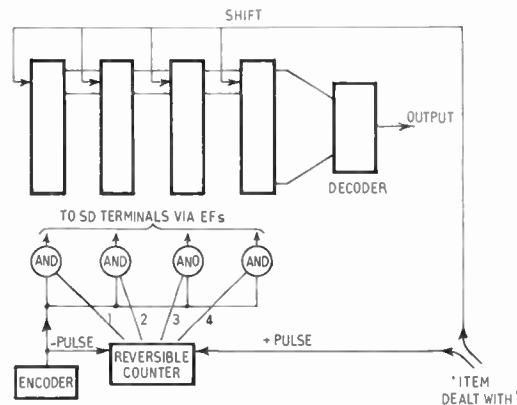 SHIFT
OUTPUT
DECODER
TO SD TERMINALS VIA EFs
AND AND ANO AND
1 2 3 4
-PULSE
+ PULSE
REVERSIBLE
COUNTER
ENCODER
'ITEM
DEALT WITH'